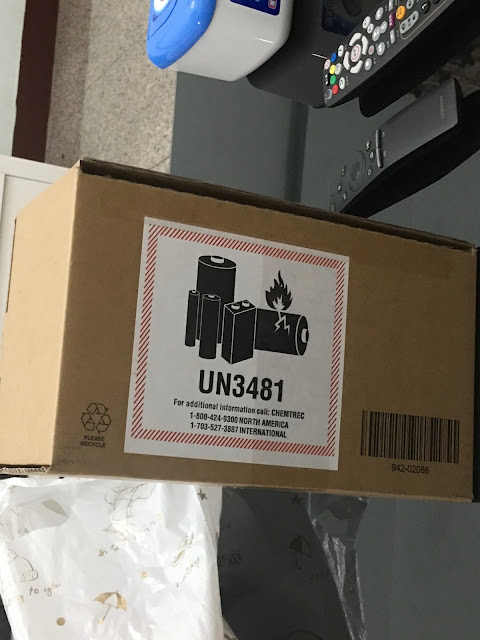 UN3481
For additional information call: CHEMTREC
1-800-424-9300 NORTH AMERICA
1-703-527-3887 INTERNATIONAL
PLEASE
RECYCLE
942-02086